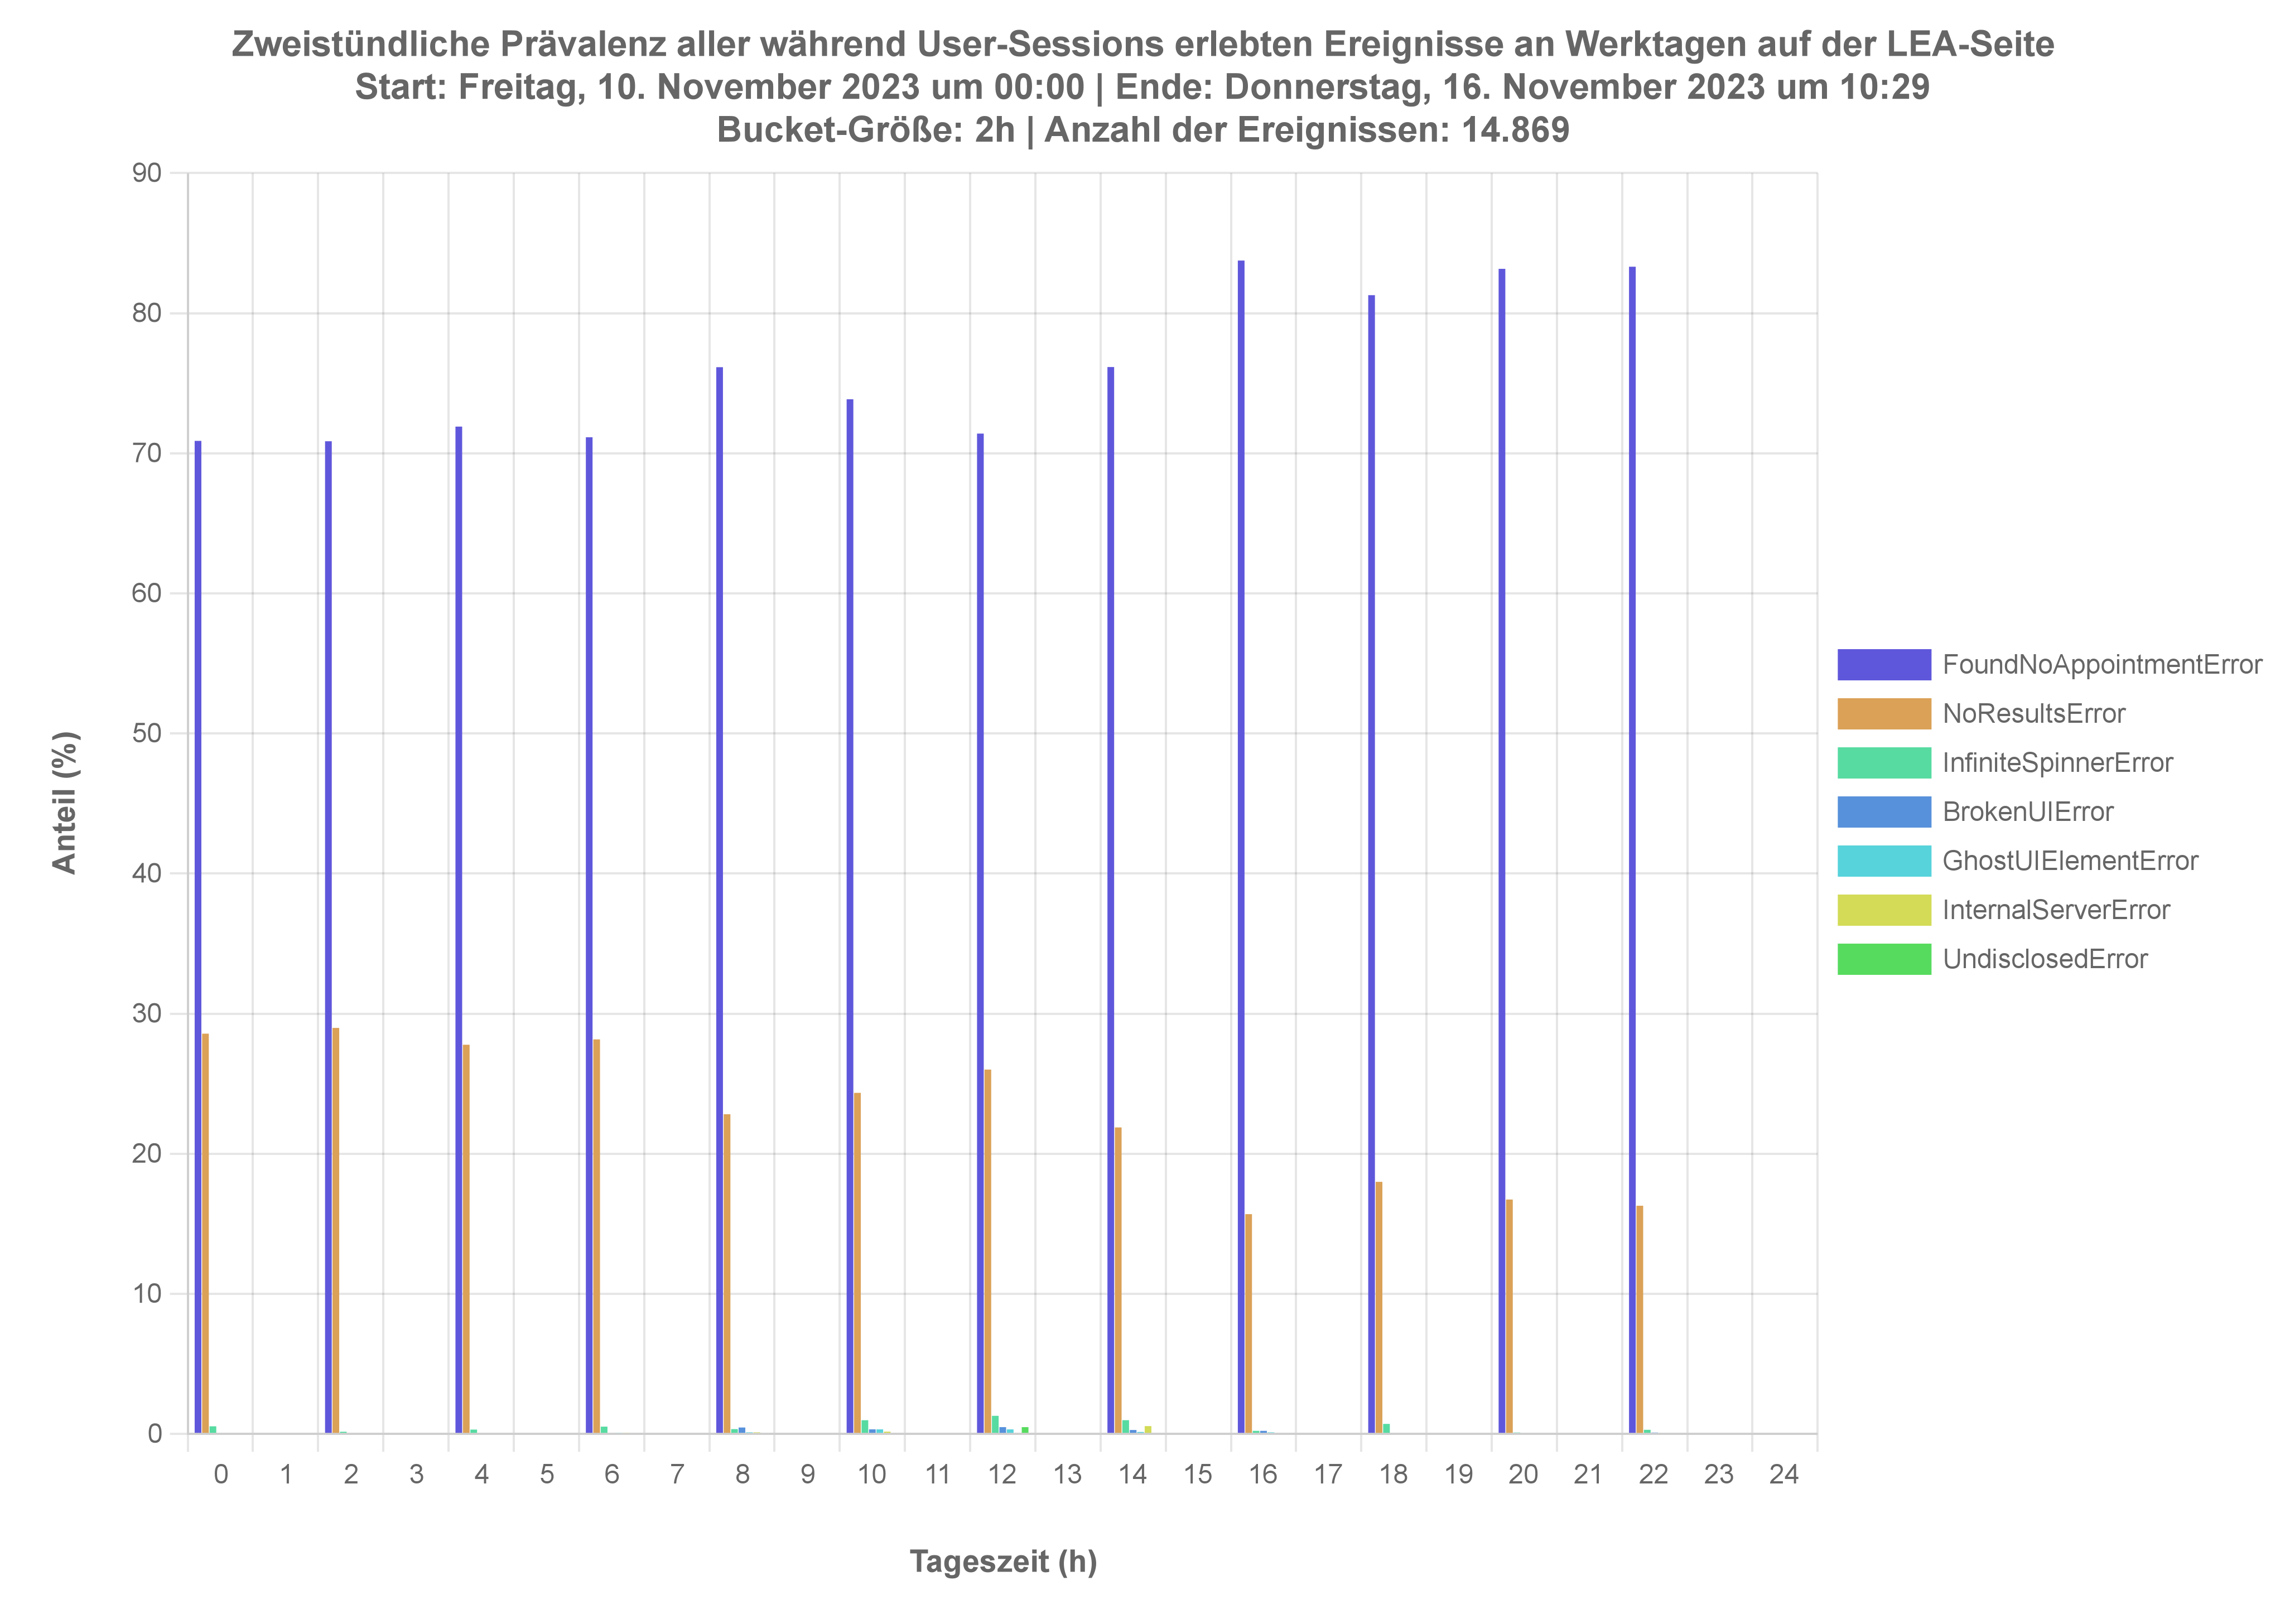 Zweistündliche Prävalenz aller während User-Sessions erlebten Ereignisse an Werktagen auf der LEA-Seite
Start: Freitag, 10. November 2023 um 00:00 | Ende: Donnerstag, 16. November 2023 um 10:29
Bucket-Größe: 2h | Anzahl der Ereignissen: 14.869
90
80
70
60
50
40
30
20
10
0
Anteil (%)
0 1 2 3 4 5 6 7 8 9 10 11 12 13 14 15 16 17 18 19 20 21 22 23 24
Tageszeit (h)
FoundNoAppointmentError
NoResultsError
InfiniteSpinnerError
BrokenUIError
GhostUIElementError
InternalServerError
UndisclosedError